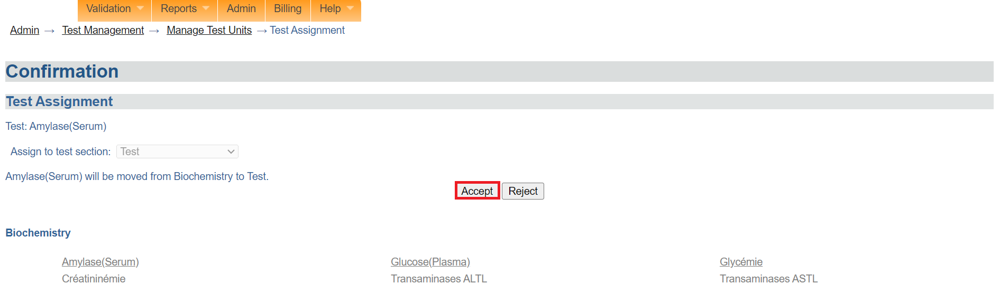 Validation Reports Admin Billing Help
Admin → Test Management → Manage Test Units → Test Assignment
Confirmation
Test Assignment
Test: Amylase(Serum)
Assign to test section: Test
Amylase(Serum) will be moved from Biochemistry to Test.
Accept Reject
Biochemistry
Amylase(Serum) Glucose(Plasma) Glycémie
Créatininémie Transaminases ALTL Transaminases ASTL